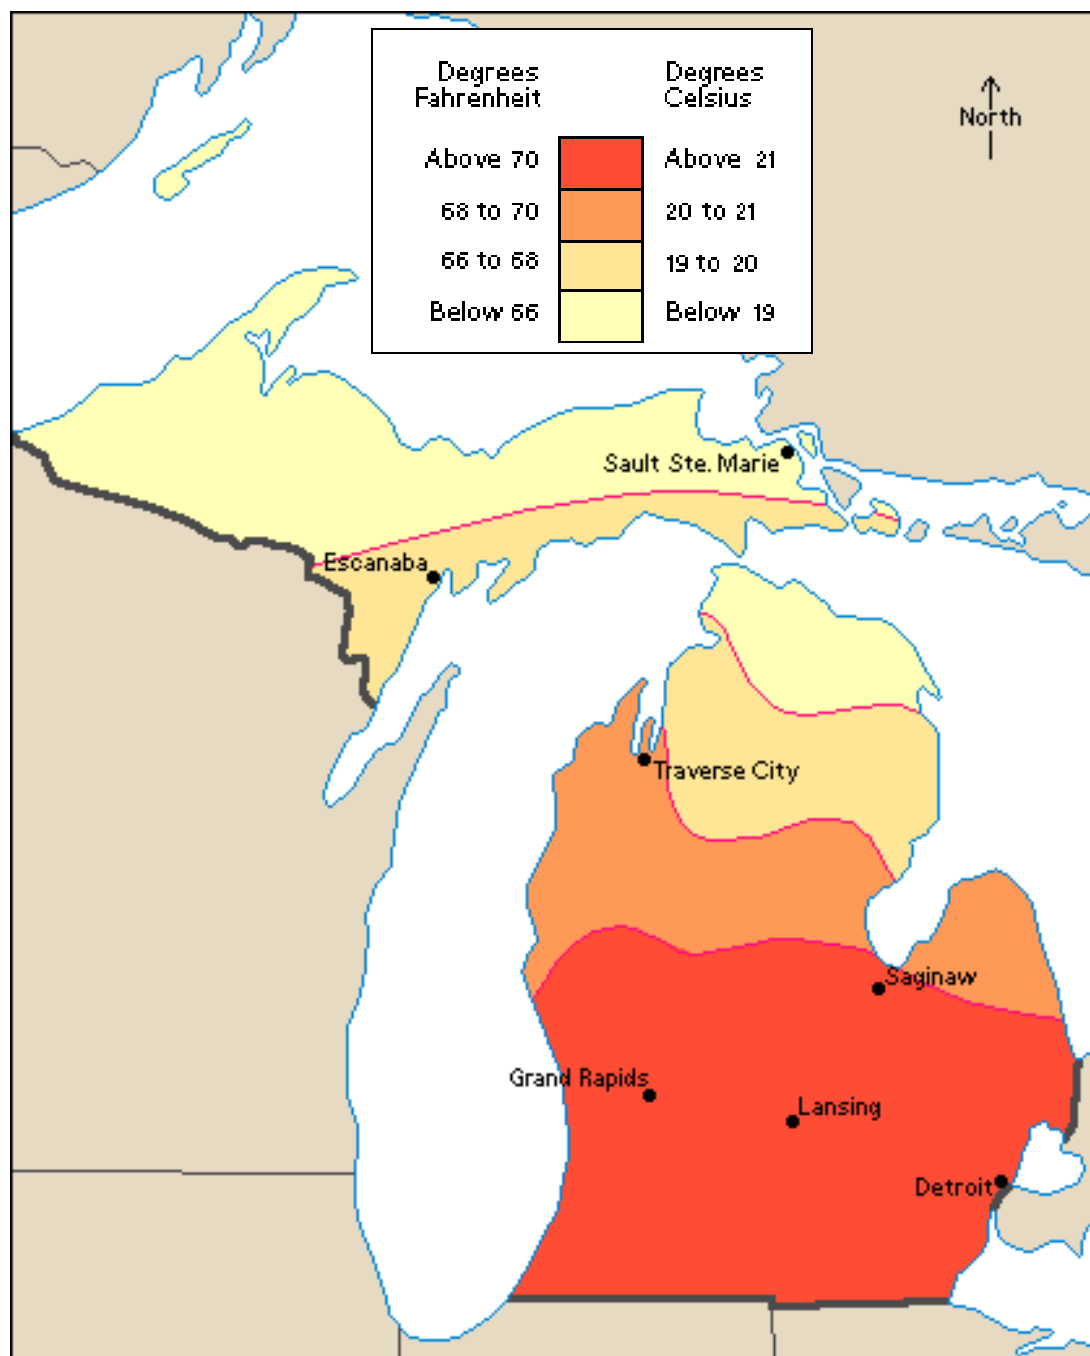 Degrees
Fahrenheit
Degrees
Celsius
Above 70
Above 21
68 to 70
20 to 21
66 to 68
19 to 20
Below 66
Below 19
North
Sault Ste. Marie
Escanaba
Traverse City
Saginaw
Grand Rapids
Lansing
Detroit